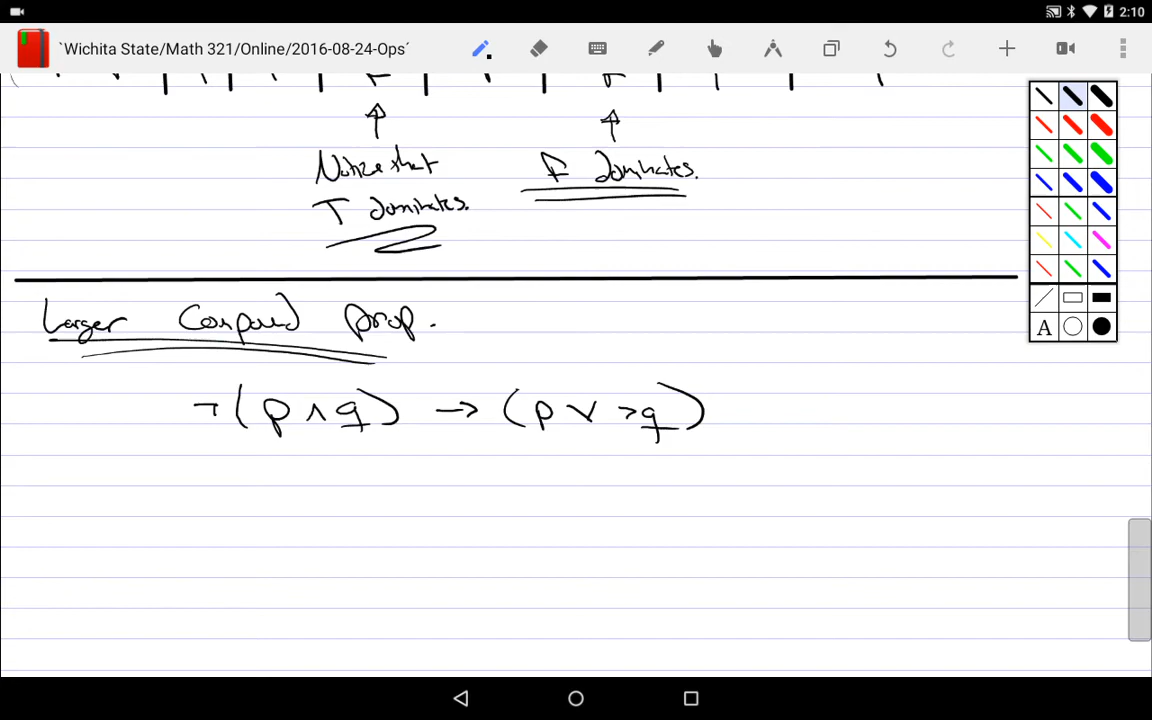 2:10
`Wichita State/Math 321/Online/2016-08-24-Ops´
Notice that
T dominates.
F dominates.
Larger Compound prop.
¬(p ∧ q) → (p ∨ ¬q)
A